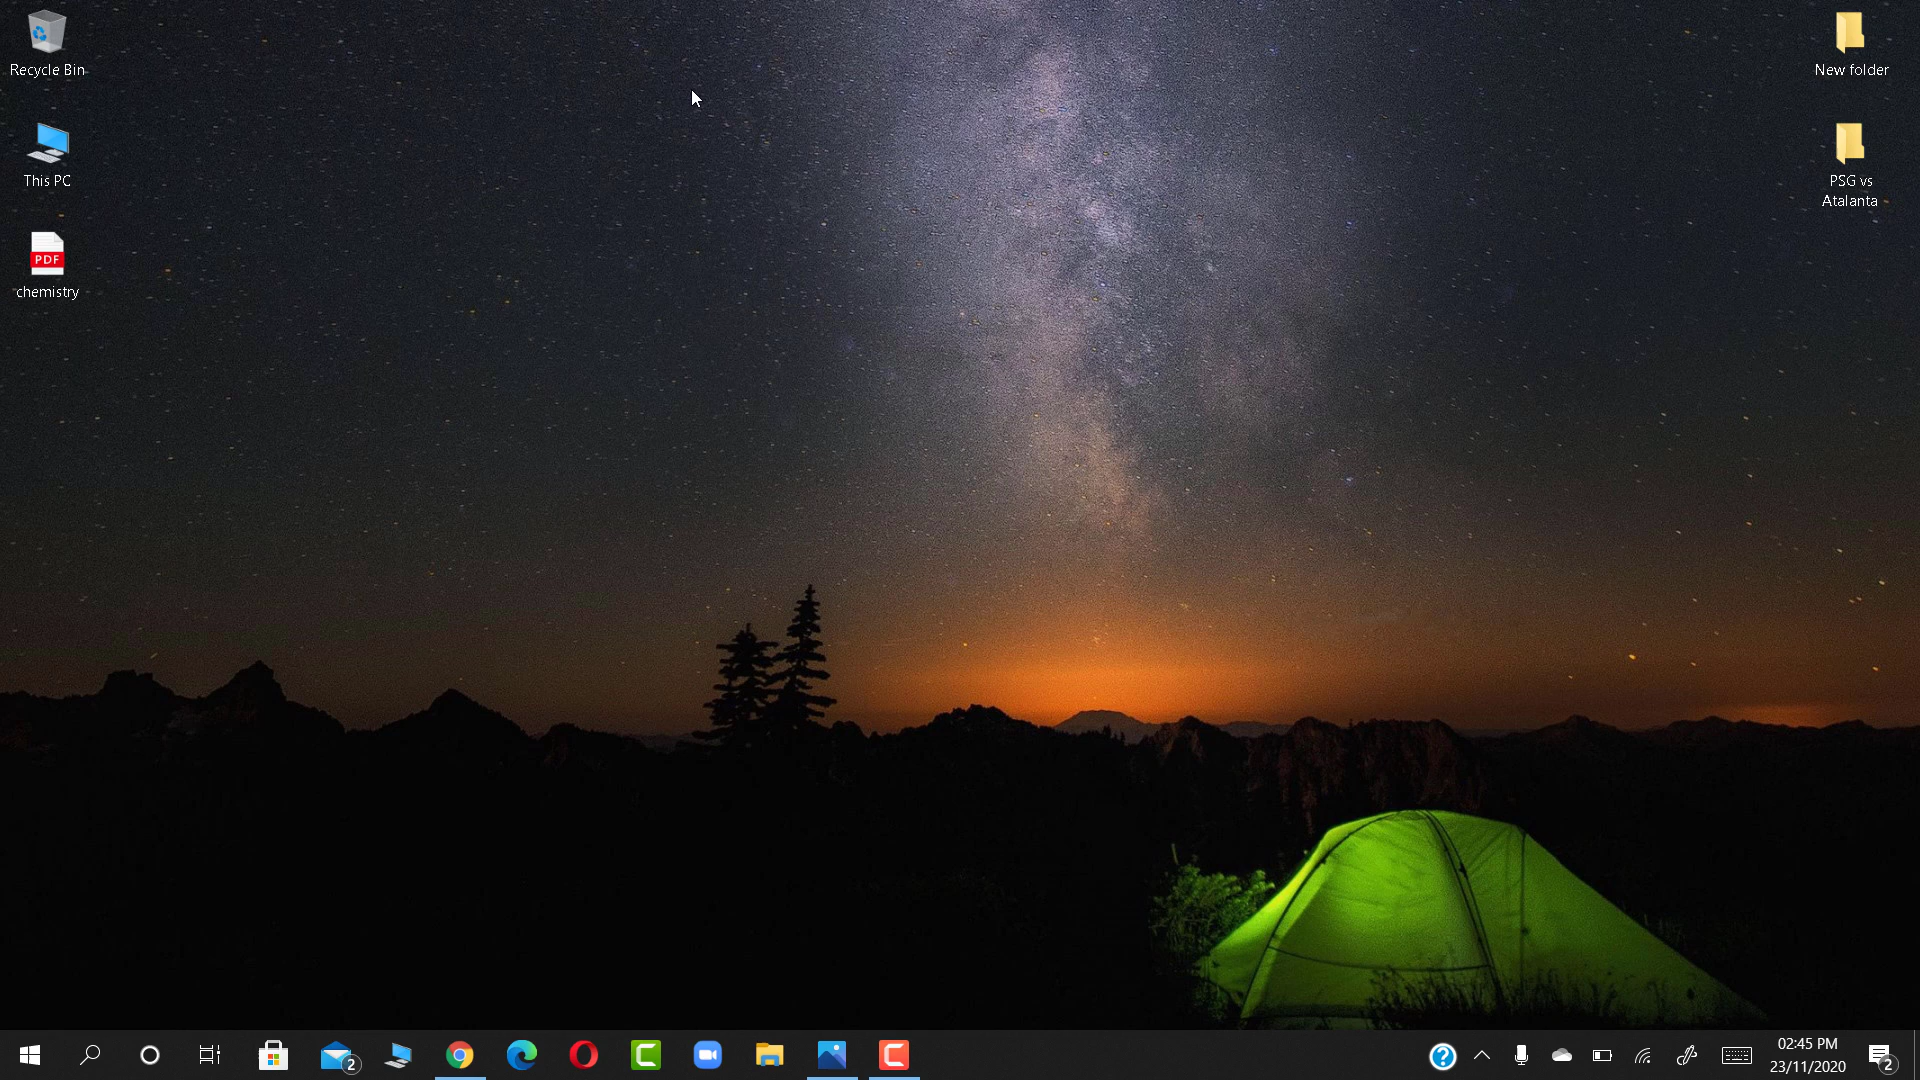 Recycle Bin
This PC
PDF
chemistry
New folder
PSG vs
Atalanta
2
02:45 PM
23/11/2020
2